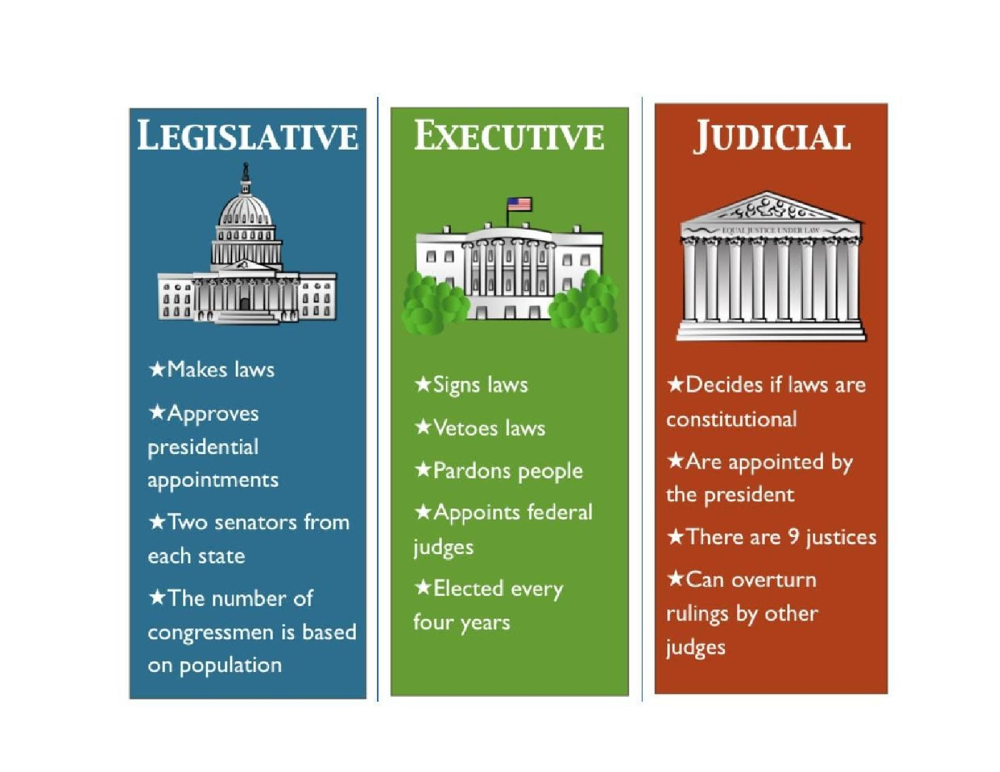 LEGISLATIVE
★Makes laws
★Approves
presidential
appointments
★Two senators from
each state
★The number of
congressmen is based
on population
EXECUTIVE
★Signs laws
★Vetoes laws
★Pardons people
★Appoints federal
judges
★Elected every
four years
JUDICIAL
EQUAL JUSTICE UNDER LAW
★Decides if laws are
constitutional
★Are appointed by
the president
★There are 9 justices
★Can overturn
rulings by other
judges